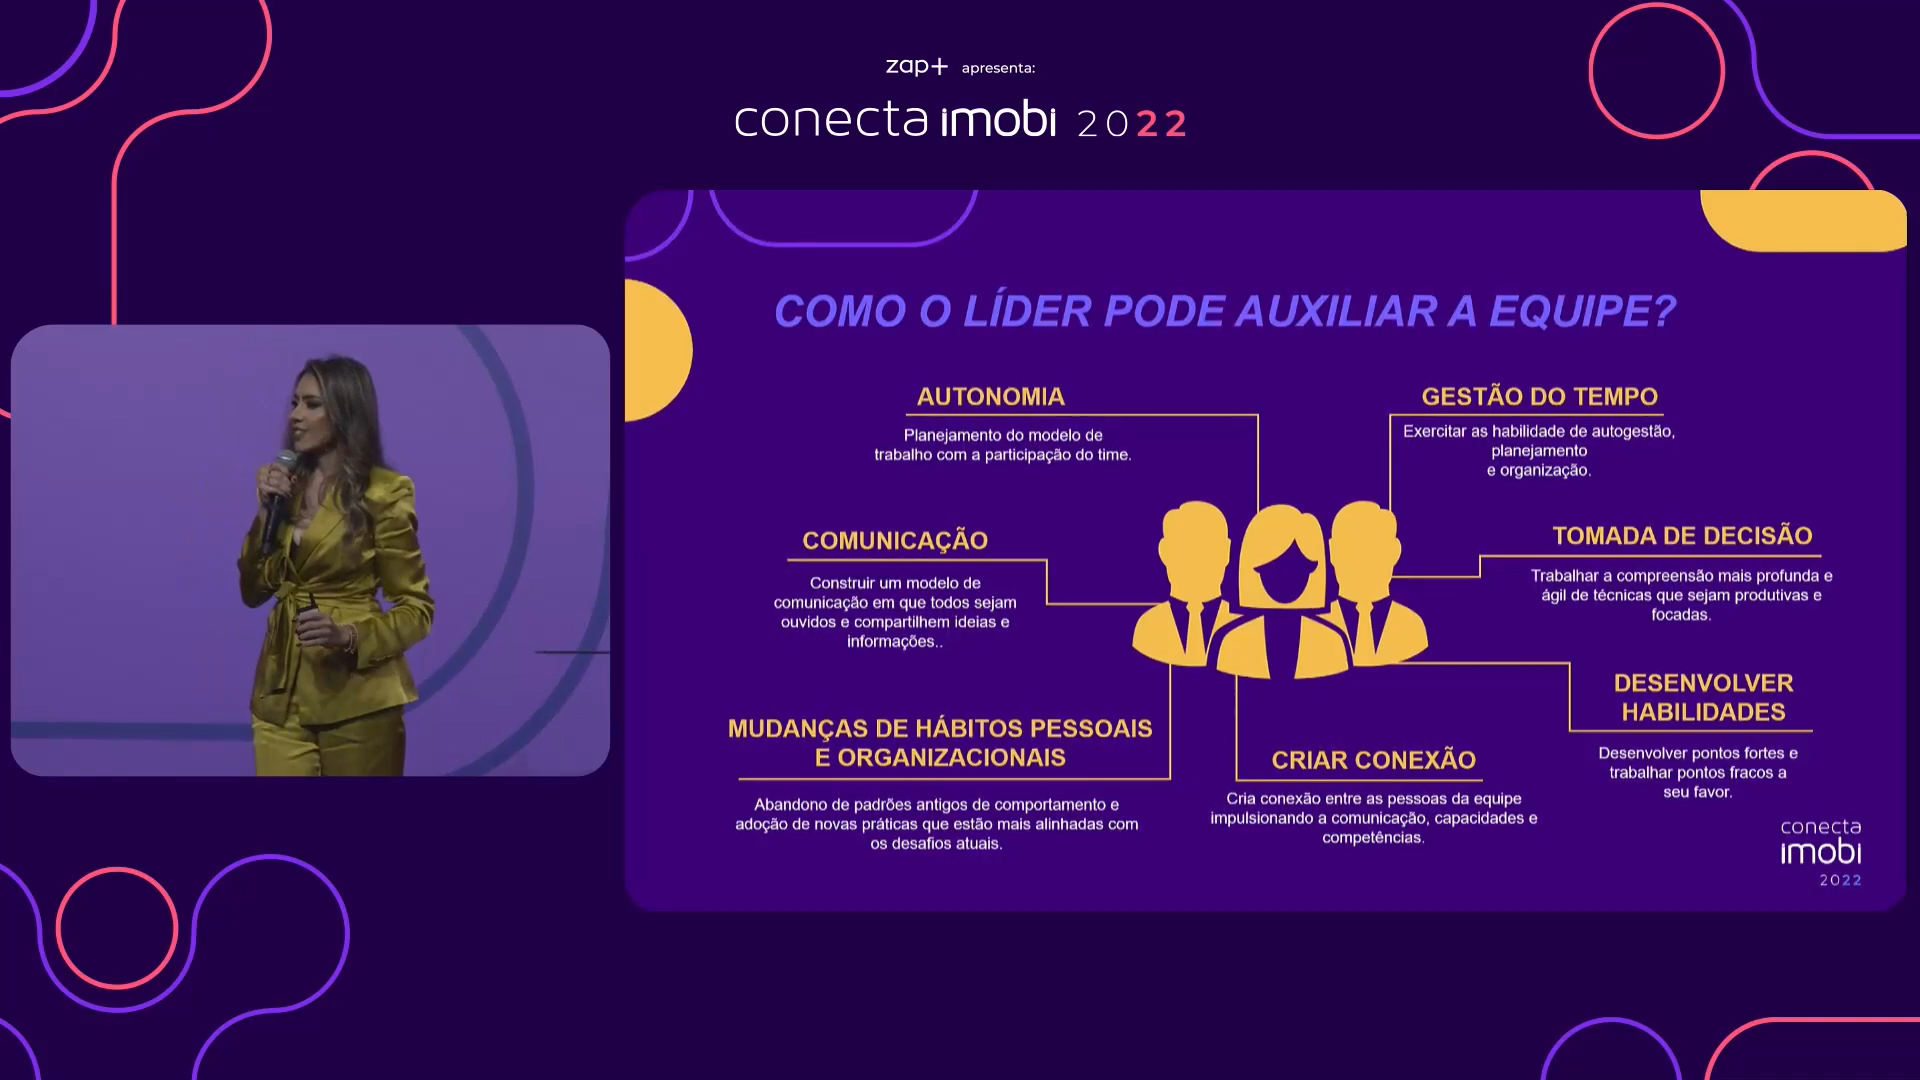 zap+ apresenta:
conecta imobi 2022
COMO O LÍDER PODE AUXILIAR A EQUIPE?
AUTONOMIA
Planejamento do modelo de
trabalho com a participação do time.
GESTÃO DO TEMPO
Exercitar as habilidade de autogestão,
planejamento
e organização.
COMUNICAÇÃO
Construir um modelo de
comunicação em que todos sejam
ouvidos e compartilhem ideias e
informações..
TOMADA DE DECISÃO
Trabalhar a compreensão mais profunda e
ágil de técnicas que sejam produtivas e
focadas.
MUDANÇAS DE HÁBITOS PESSOAIS
E ORGANIZACIONAIS
Abandono de padrões antigos de comportamento e
adoção de novas práticas que estão mais alinhadas com
os desafios atuais.
CRIAR CONEXÃO
Cria conexão entre as pessoas da equipe
impulsionando a comunicação, capacidades e
competências.
DESENVOLVER
HABILIDADES
Desenvolver pontos fortes e
trabalhar pontos fracos a
seu favor.
conecta
imobi
2022